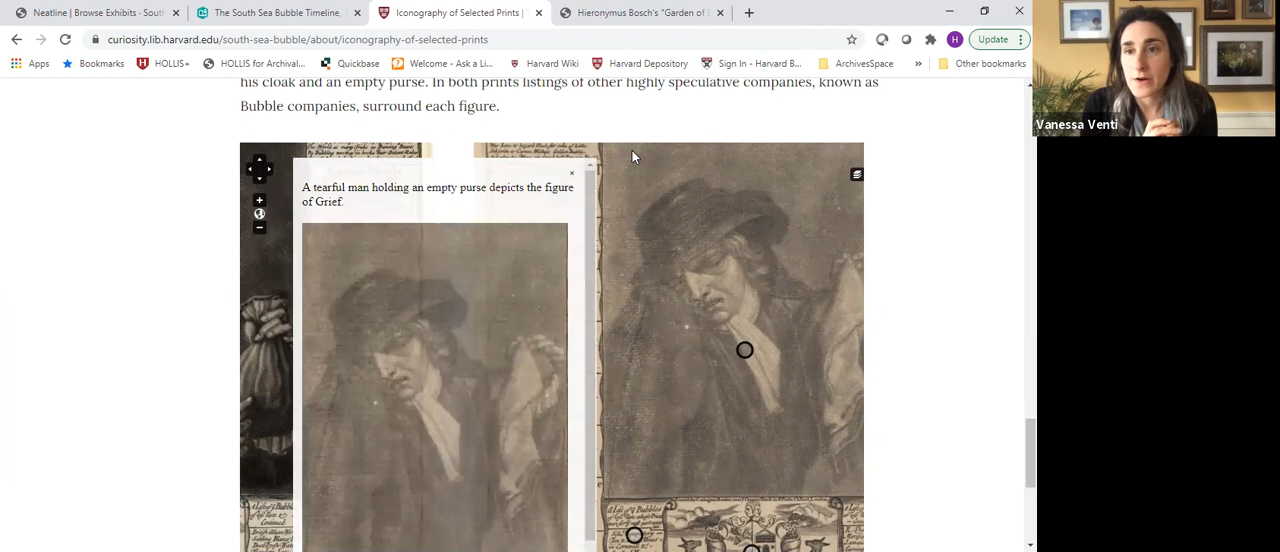 Neatline | Browse Exhibits · Sout
The South Sea Bubble Timeline,
Iconography of Selected Prints |
Hieronymus Bosch's "Garden of E
curiosity.lib.harvard.edu/south-sea-bubble/about/iconography-of-selected-prints
H
Update
Apps
Bookmarks
HOLLIS+
HOLLIS for Archival...
Quickbase
Welcome - Ask a Li...
Harvard Wiki
Harvard Depository
Sign In - Harvard B...
ArchivesSpace
»
Other bookmarks
his cloak and an empty purse. In both prints listings of other highly speculative companies, known as
Bubble companies, surround each figure.
A tearful man holding an empty purse depicts the figure
of Grief.
Vanessa Venti